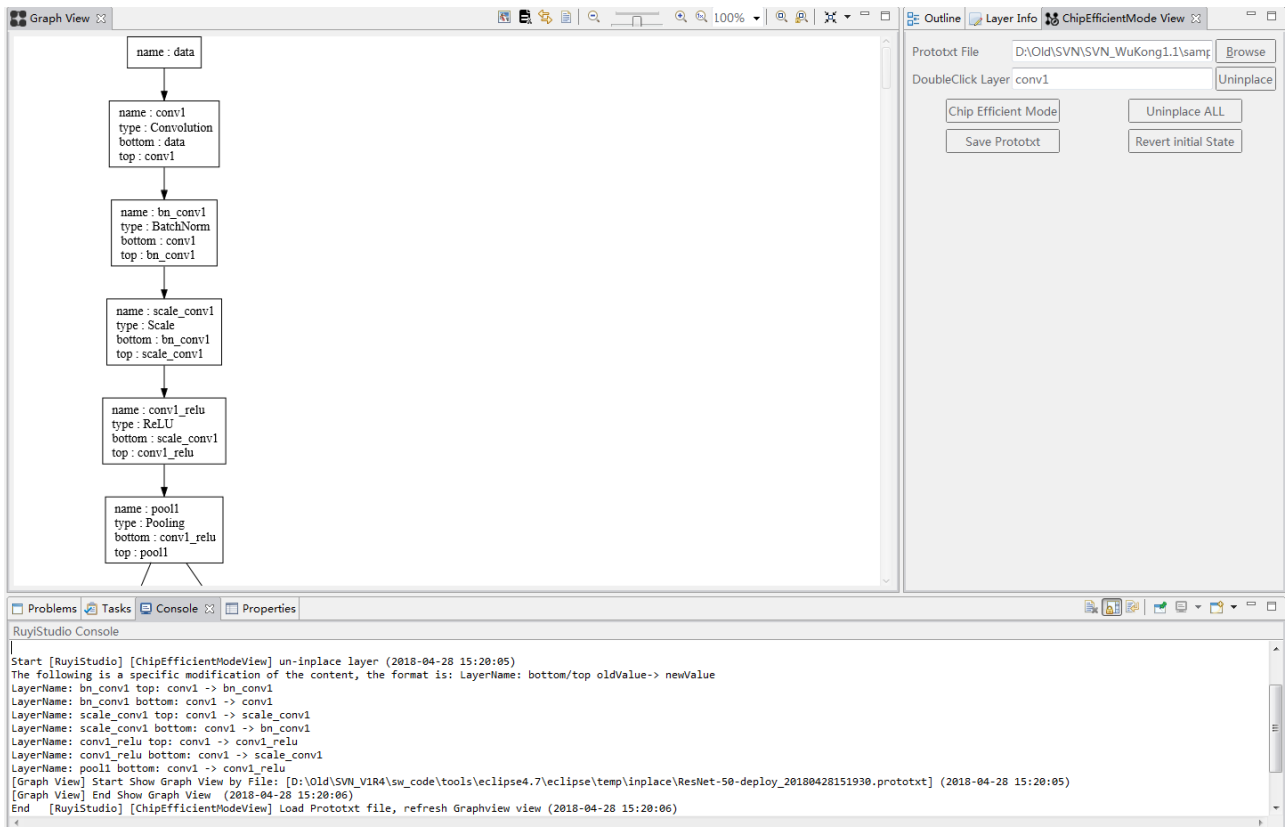 Graph View
100%
name : data
name : conv1
type : Convolution
bottom : data
top : conv1
name : bn_conv1
type : BatchNorm
bottom : conv1
top : bn_conv1
name : scale_conv1
type : Scale
bottom : bn_conv1
top : scale_conv1
name : conv1_relu
type : ReLU
bottom : scale_conv1
top : conv1_relu
name : pool1
type : Pooling
bottom : conv1_relu
top : pool1
Outline Layer Info ChipEfficientMode View
Prototxt File D:\Old\SVN\SVN_WuKong1.1\samp Browse
DoubleClick Layer conv1 Uninplace
Chip Efficient Mode Uninplace ALL
Save Prototxt Revert initial State
Problems Tasks Console Properties
RuyiStudio Console
Start [RuyiStudio] [ChipEfficientModeView] un-inplace layer (2018-04-28 15:20:05)
The following is a specific modification of the content, the format is: LayerName: bottom/top oldValue-> newValue
LayerName: bn_conv1 top: conv1 -> bn_conv1
LayerName: bn_conv1 bottom: conv1 -> conv1
LayerName: scale_conv1 top: conv1 -> scale_conv1
LayerName: scale_conv1 bottom: conv1 -> bn_conv1
LayerName: conv1_relu top: conv1 -> conv1_relu
LayerName: conv1_relu bottom: conv1 -> scale_conv1
LayerName: pool1 bottom: conv1 -> conv1_relu
[Graph View] Start Show Graph View by File: [D:\Old\SVN_V1R4\sw_code\tools\eclipse4.7\eclipse\temp\inplace\ResNet-50-deploy_20180428151930.prototxt] (2018-04-28 15:20:05)
[Graph View] End Show Graph View (2018-04-28 15:20:06)
End [RuyiStudio] [ChipEfficientModeView] Load Prototxt file, refresh Graphview view (2018-04-28 15:20:06)